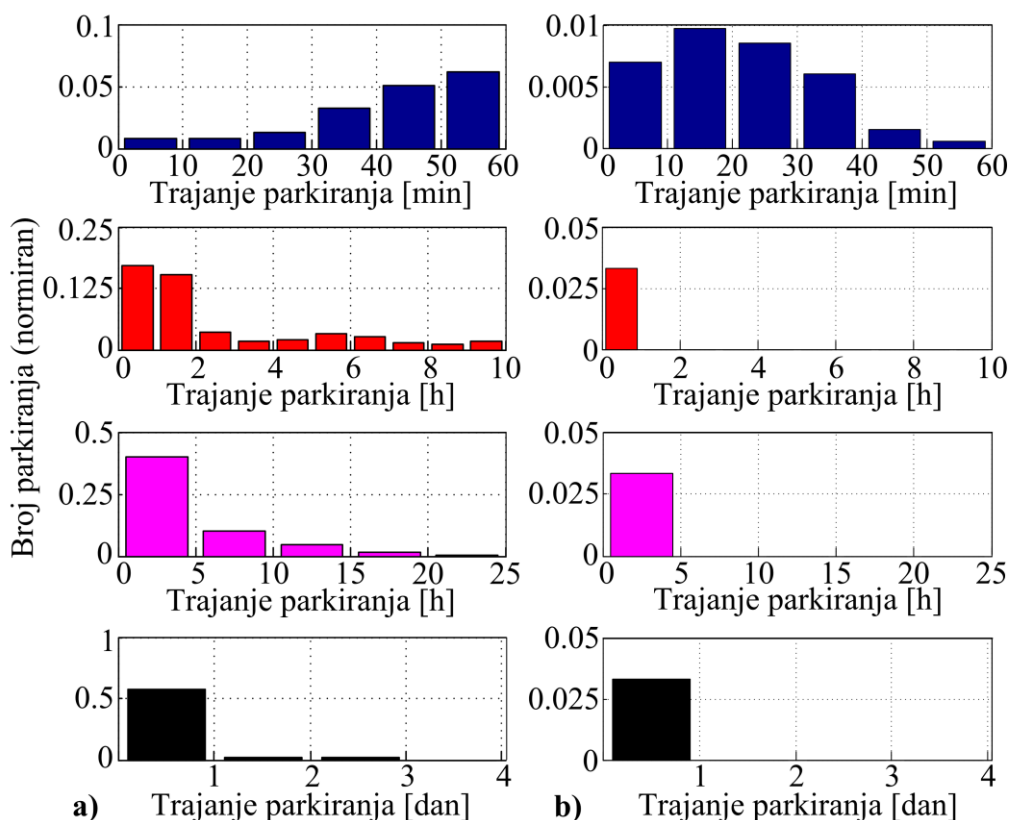 Broj parkiranja (normiran)
0.1
0.05
0
0 10 20 30 40 50 60
Trajanje parkiranja [min]
0.01
0.005
0
0 10 20 30 40 50 60
Trajanje parkiranja [min]
0.25
0.125
0
0 2 4 6 8 10
Trajanje parkiranja [h]
0.05
0.025
0
0 2 4 6 8 10
Trajanje parkiranja [h]
0.5
0.25
0
0 5 10 15 20 25
Trajanje parkiranja [h]
0.05
0.025
0
0 5 10 15 20 25
Trajanje parkiranja [h]
1
0.5
0
1 2 3 4
a) Trajanje parkiranja [dan]
0.05
0.025
0
1 2 3 4
b) Trajanje parkiranja [dan]